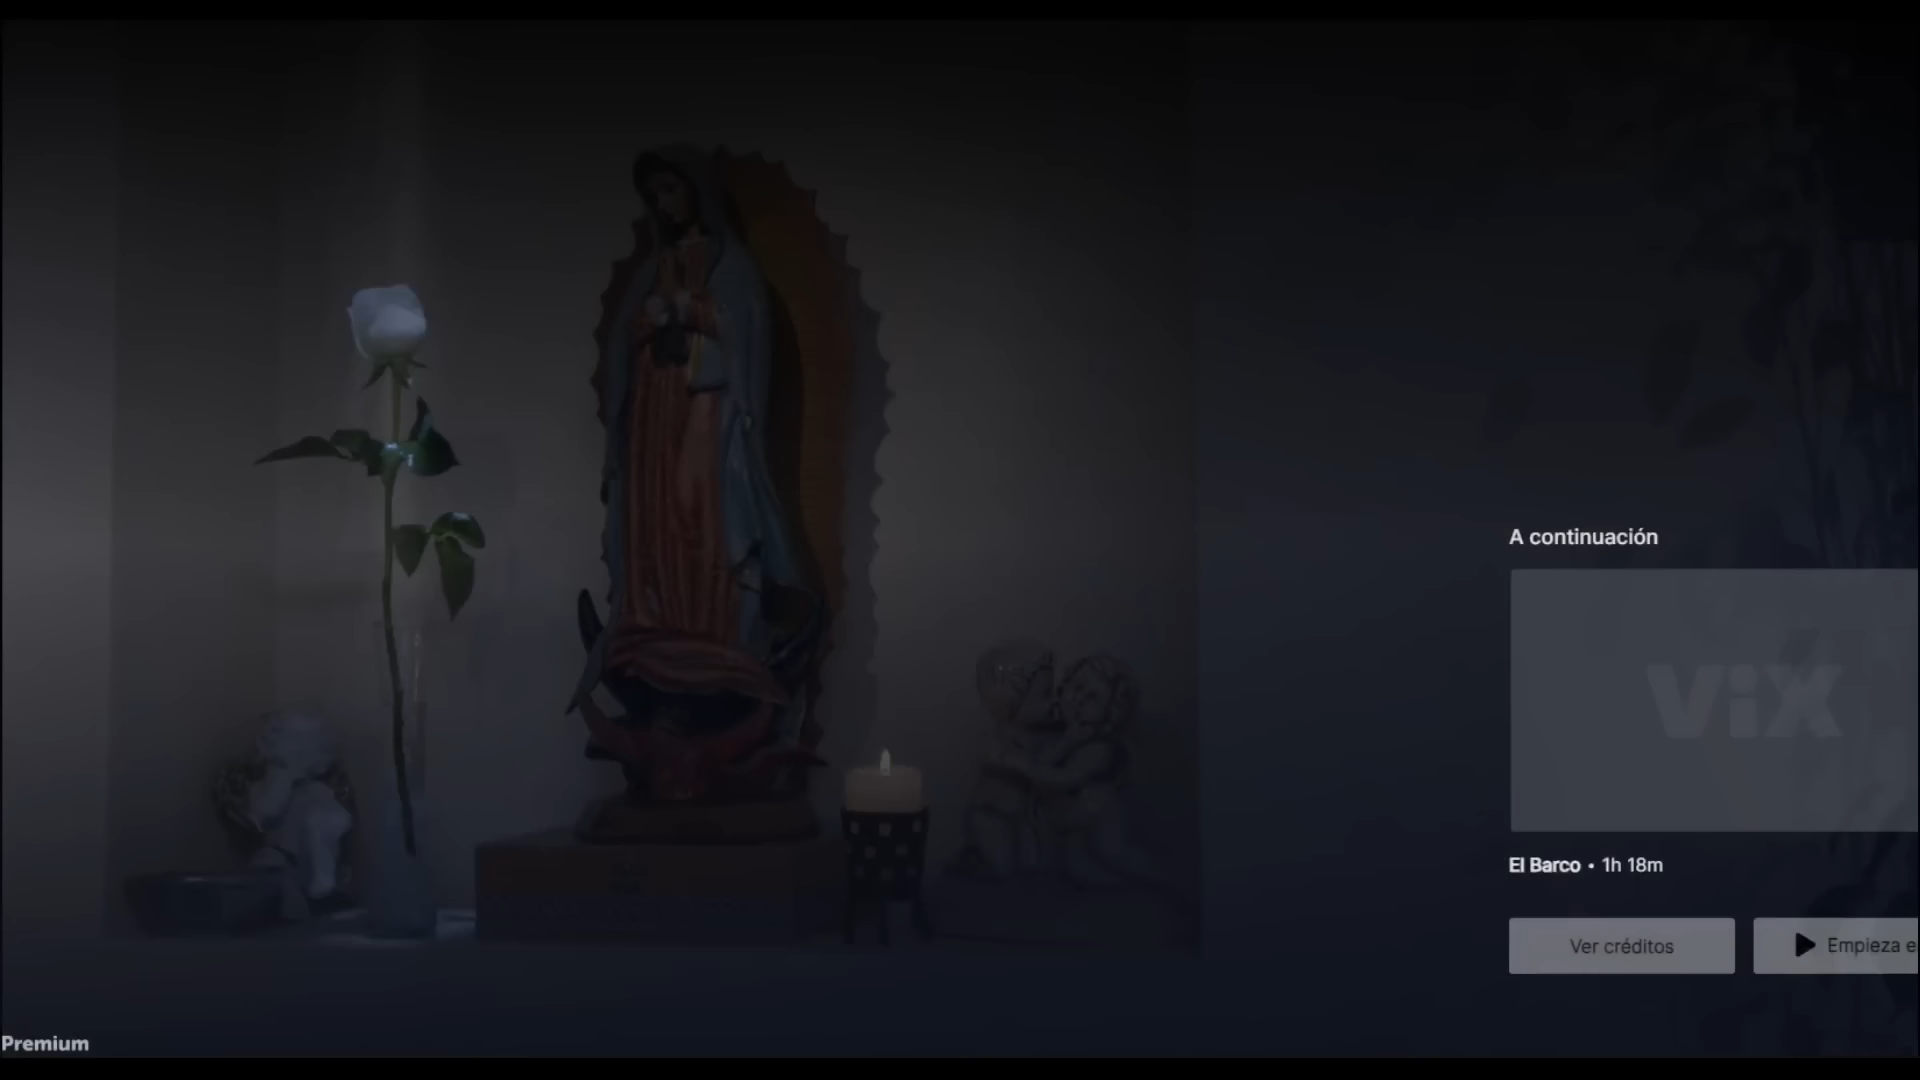 A continuación
ViX
El Barco • 1h 18m
Ver créditos
Empieza e
Premium